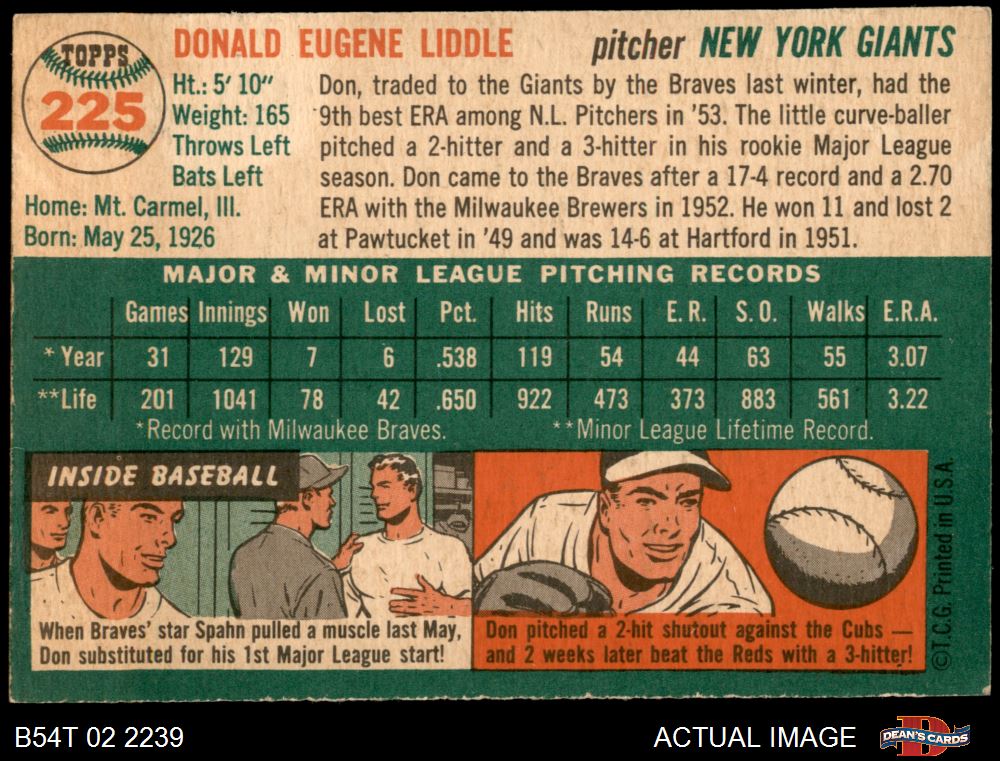 TOPPS
225
DONALD EUGENE LIDDLE
pitcher NEW YORK GIANTS
Ht.: 5' 10"
Weight: 165
Throws Left
Bats Left
Home: Mt. Carmel, Ill.
Born: May 25, 1926
Don, traded to the Giants by the Braves last winter, had the
9th best ERA among N.L. Pitchers in '53. The little curve-baller
pitched a 2-hitter and a 3-hitter in his rookie Major League
season. Don came to the Braves after a 17-4 record and a 2.70
ERA with the Milwaukee Brewers in 1952. He won 11 and lost 2
at Pawtucket in '49 and was 14-6 at Hartford in 1951.
MAJOR & MINOR LEAGUE PITCHING RECORDS
Games Innings Won Lost Pct. Hits Runs E.R. S.O. Walks E.R.A.
* Year 31 129 7 6 .538 119 54 44 63 55 3.07
**Life 201 1041 78 42 .650 922 473 373 883 561 3.22
*Record with Milwaukee Braves. **Minor League Lifetime Record.
INSIDE BASEBALL
When Braves' star Spahn pulled a muscle last May,
Don substituted for his 1st Major League start!
Don pitched a 2-hit shutout against the Cubs —
and 2 weeks later beat the Reds with a 3-hitter!
©T.C.G. Printed in U.S.A.
B54T 02 2239
ACTUAL IMAGE
DEAN'S CARDS